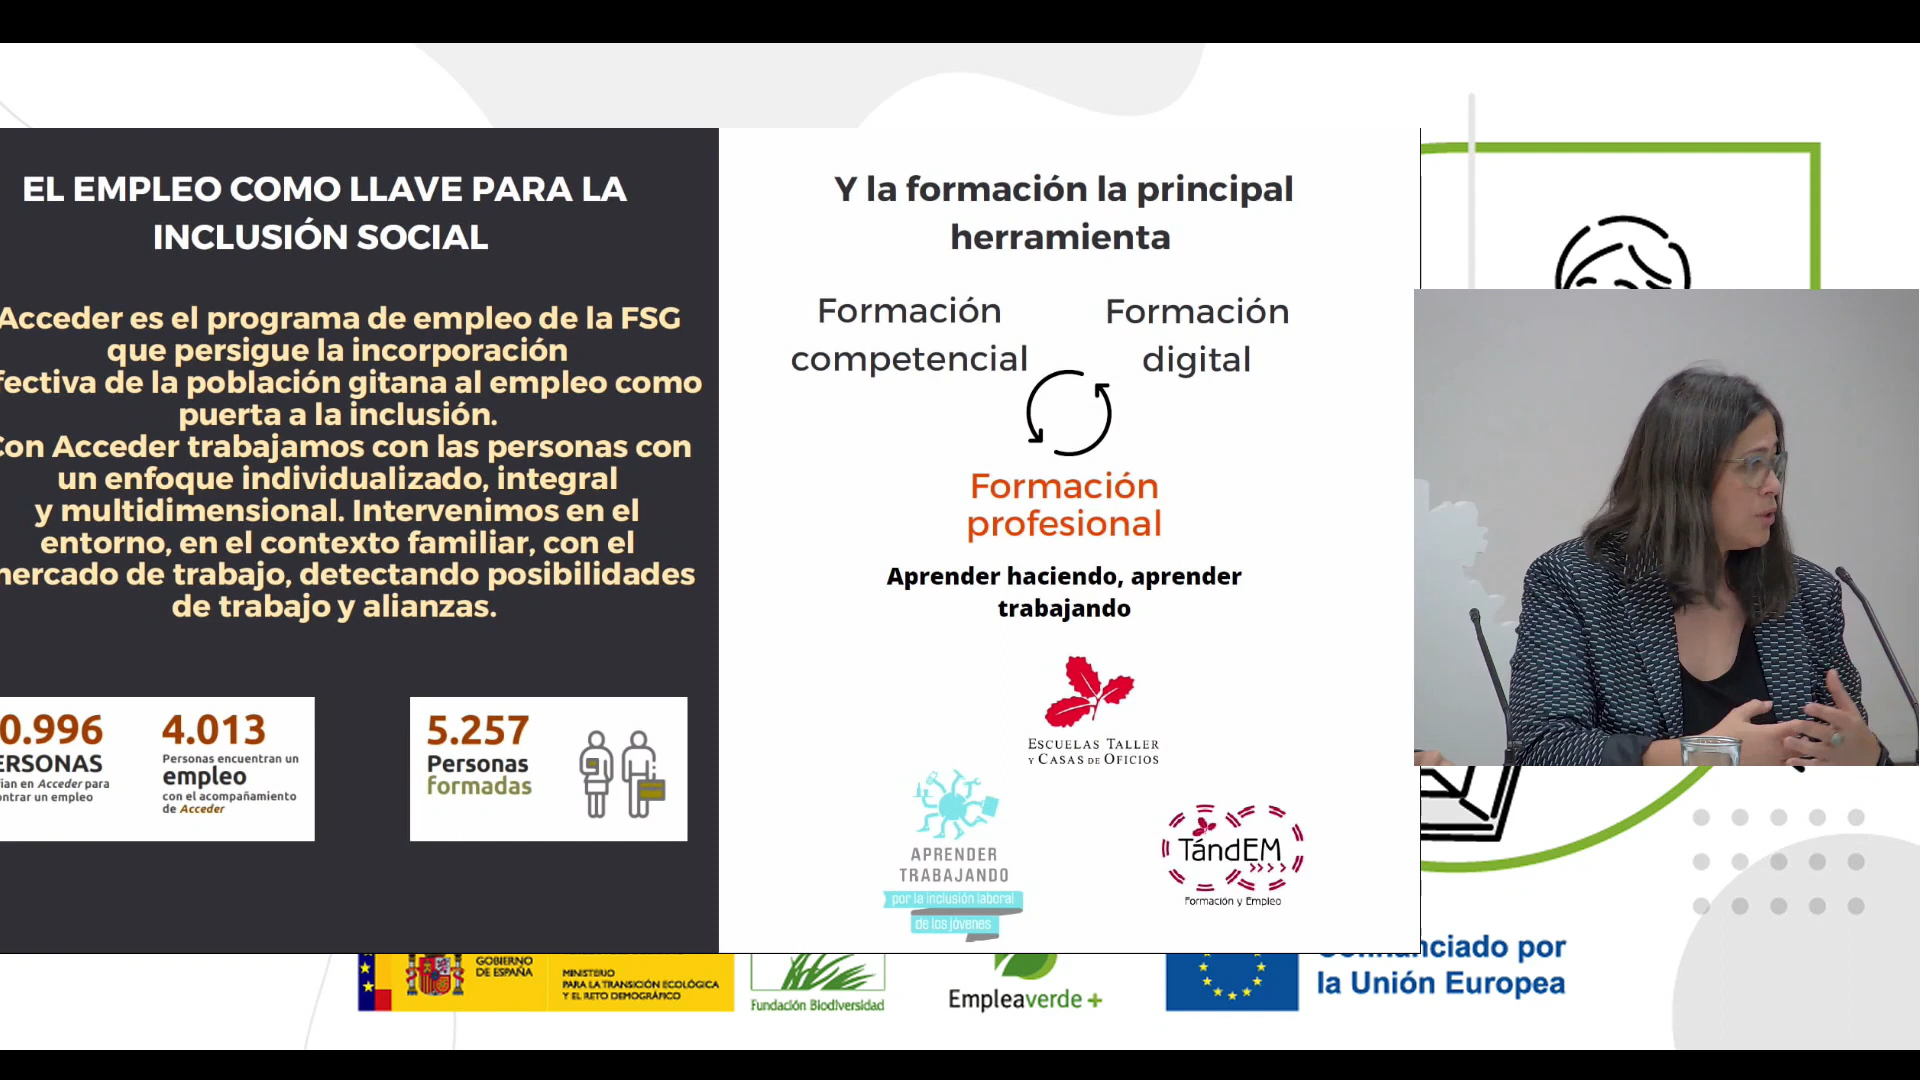 EL EMPLEO COMO LLAVE PARA LA
INCLUSIÓN SOCIAL
Acceder es el programa de empleo de la FSG
que persigue la incorporación
fectiva de la población gitana al empleo como
puerta a la inclusión.
Con Acceder trabajamos con las personas con
un enfoque individualizado, integral
y multidimensional. Intervenimos en el
entorno, en el contexto familiar, con el
mercado de trabajo, detectando posibilidades
de trabajo y alianzas.
0.996
ERSONAS
ían en Acceder para
ontrar un empleo
4.013
Personas encuentran un
empleo
con el acompañamiento
de Acceder
5.257
Personas
formadas
Y la formación la principal
herramienta
Formación
competencial
Formación
digital
Formación
profesional
Aprender haciendo, aprender
trabajando
ESCUELAS TALLER
Y CASAS DE OFICIOS
APRENDER
TRABAJANDO
por la inclusión laboral
de los jóvenes
TándEM
Formación y Empleo
GOBIERNO
DE ESPAÑA
MINISTERIO
PARA LA TRANSICIÓN ECOLÓGICA
Y EL RETO DEMOGRÁFICO
Fundación Biodiversidad
Empleaverde +
Cofinanciado por
la Unión Europea